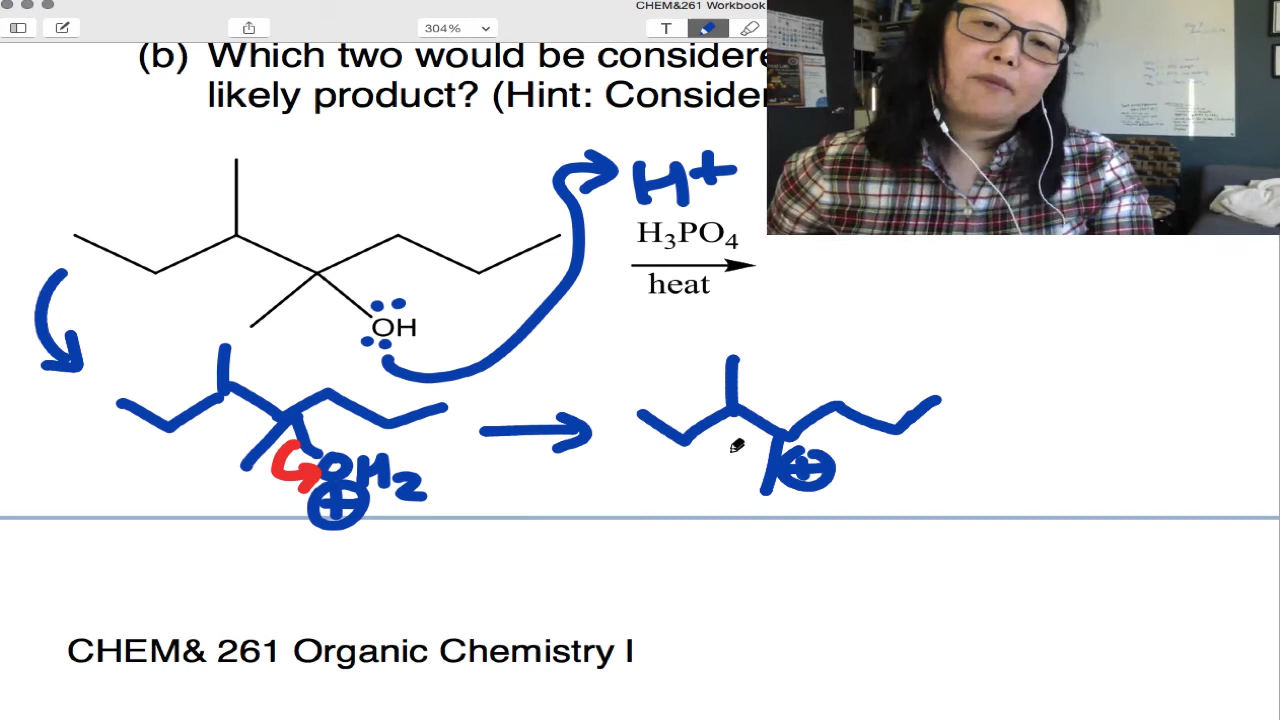 CHEM&261 Workbook
304%
T
(b) Which two would be considere
likely product? (Hint: Consider
H+
H3PO4
heat
OH
OH2
+
+
CHEM& 261 Organic Chemistry I